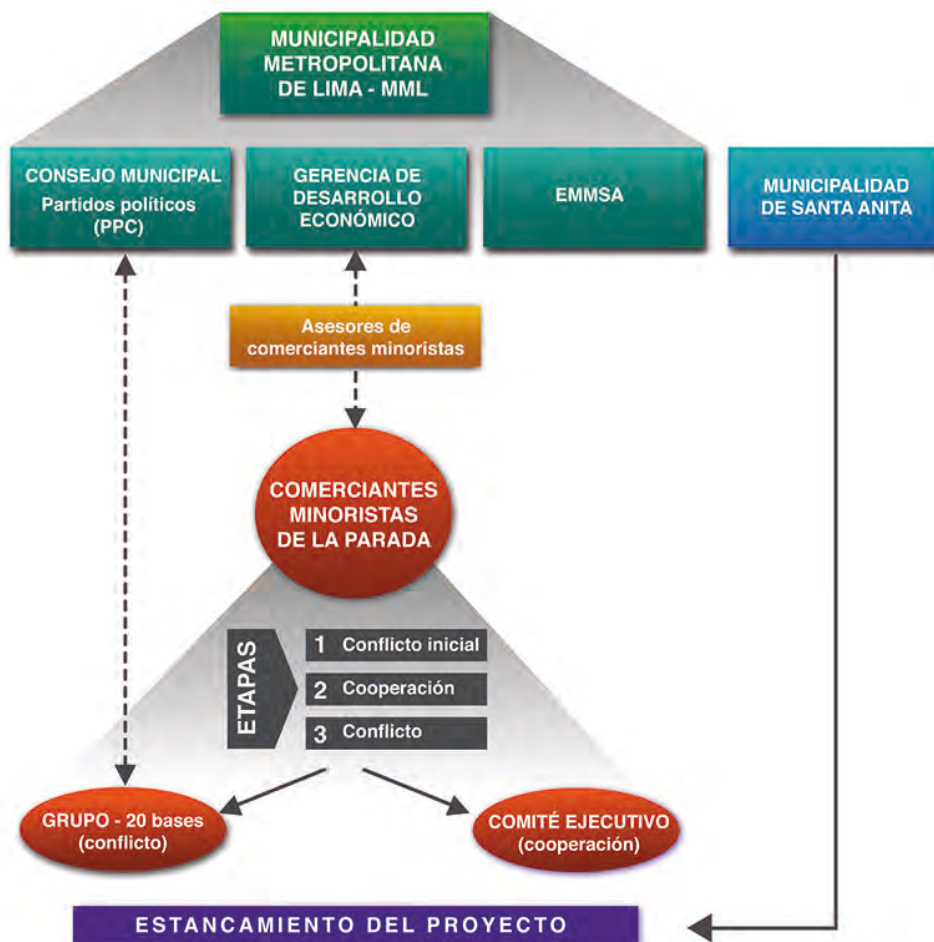 MUNICIPALIDAD
METROPOLITANA
DE LIMA - MML
CONSEJO MUNICIPAL
Partidos políticos
(PPC)
GERENCIA DE
DESARROLLO
ECONÓMICO
EMMSA
MUNICIPALIDAD
DE SANTA ANITA
Asesores de
comerciantes minoristas
COMERCIANTES
MINORISTAS
DE LA PARADA
ETAPAS
1 Conflicto inicial
2 Cooperación
3 Conflicto
GRUPO - 20 bases
(conflicto)
COMITÉ EJECUTIVO
(cooperación)
ESTANCAMIENTO DEL PROYECTO